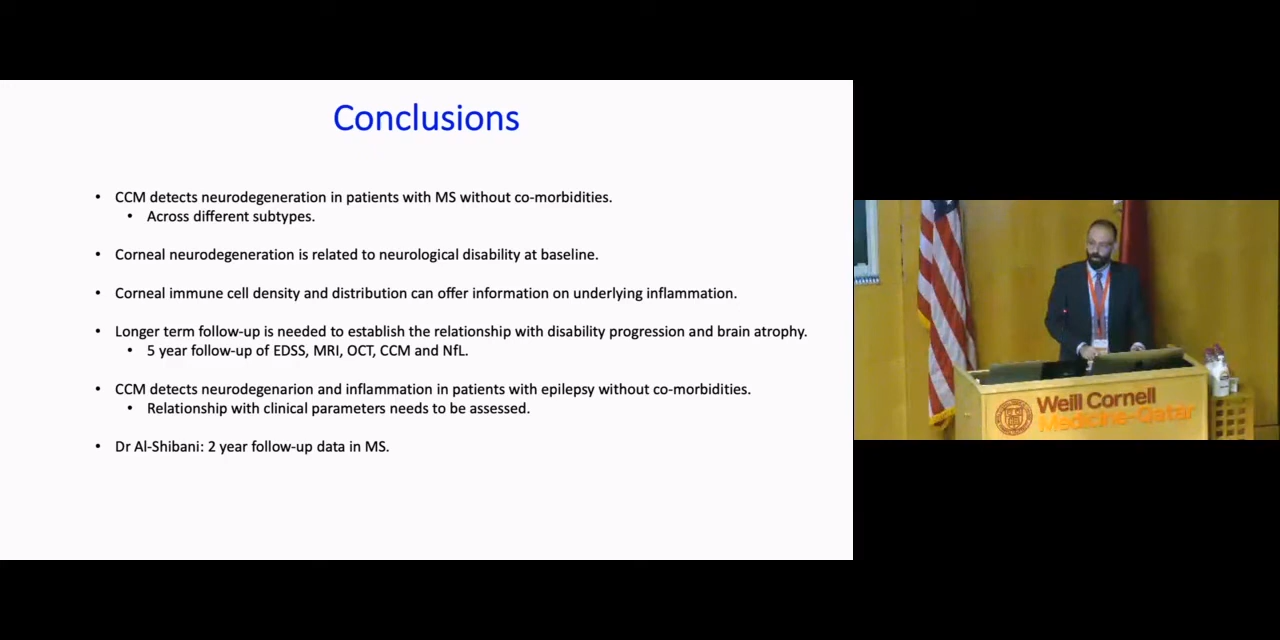 Conclusions
• CCM detects neurodegeneration in patients with MS without co-morbidities.
• Across different subtypes.
• Corneal neurodegeneration is related to neurological disability at baseline.
• Corneal immune cell density and distribution can offer information on underlying inflammation.
• Longer term follow-up is needed to establish the relationship with disability progression and brain atrophy.
• 5 year follow-up of EDSS, MRI, OCT, CCM and NfL.
• CCM detects neurodegenarion and inflammation in patients with epilepsy without co-morbidities.
• Relationship with clinical parameters needs to be assessed.
• Dr Al-Shibani: 2 year follow-up data in MS.
Weill Cornell
Medicine-Qatar